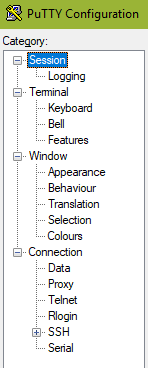 PuTTY Configuration
Category:
Session
Logging
Terminal
Keyboard
Bell
Features
Window
Appearance
Behaviour
Translation
Selection
Colours
Connection
Data
Proxy
Telnet
Rlogin
SSH
Serial